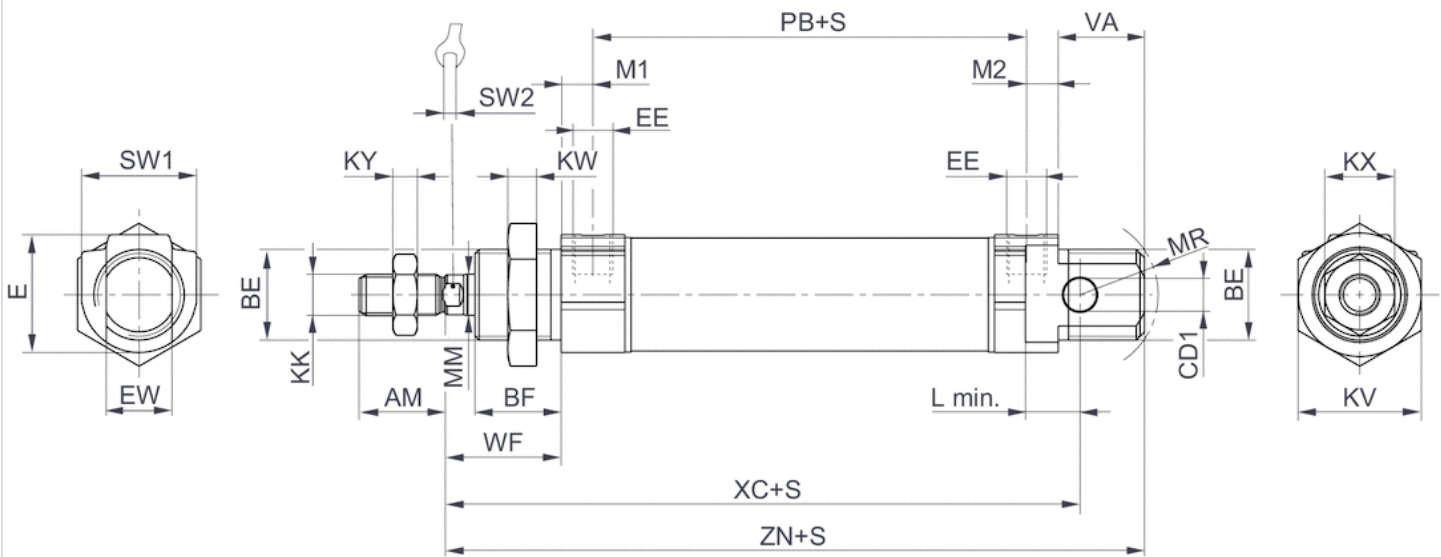 PB+S
VA
M1
M2
SW2
EE
SW1
KY
KW
EE
KX
MR
E
BE
BE
KK
MM
CD1
EW
AM
BF
L min.
KV
WF
XC+S
ZN+S